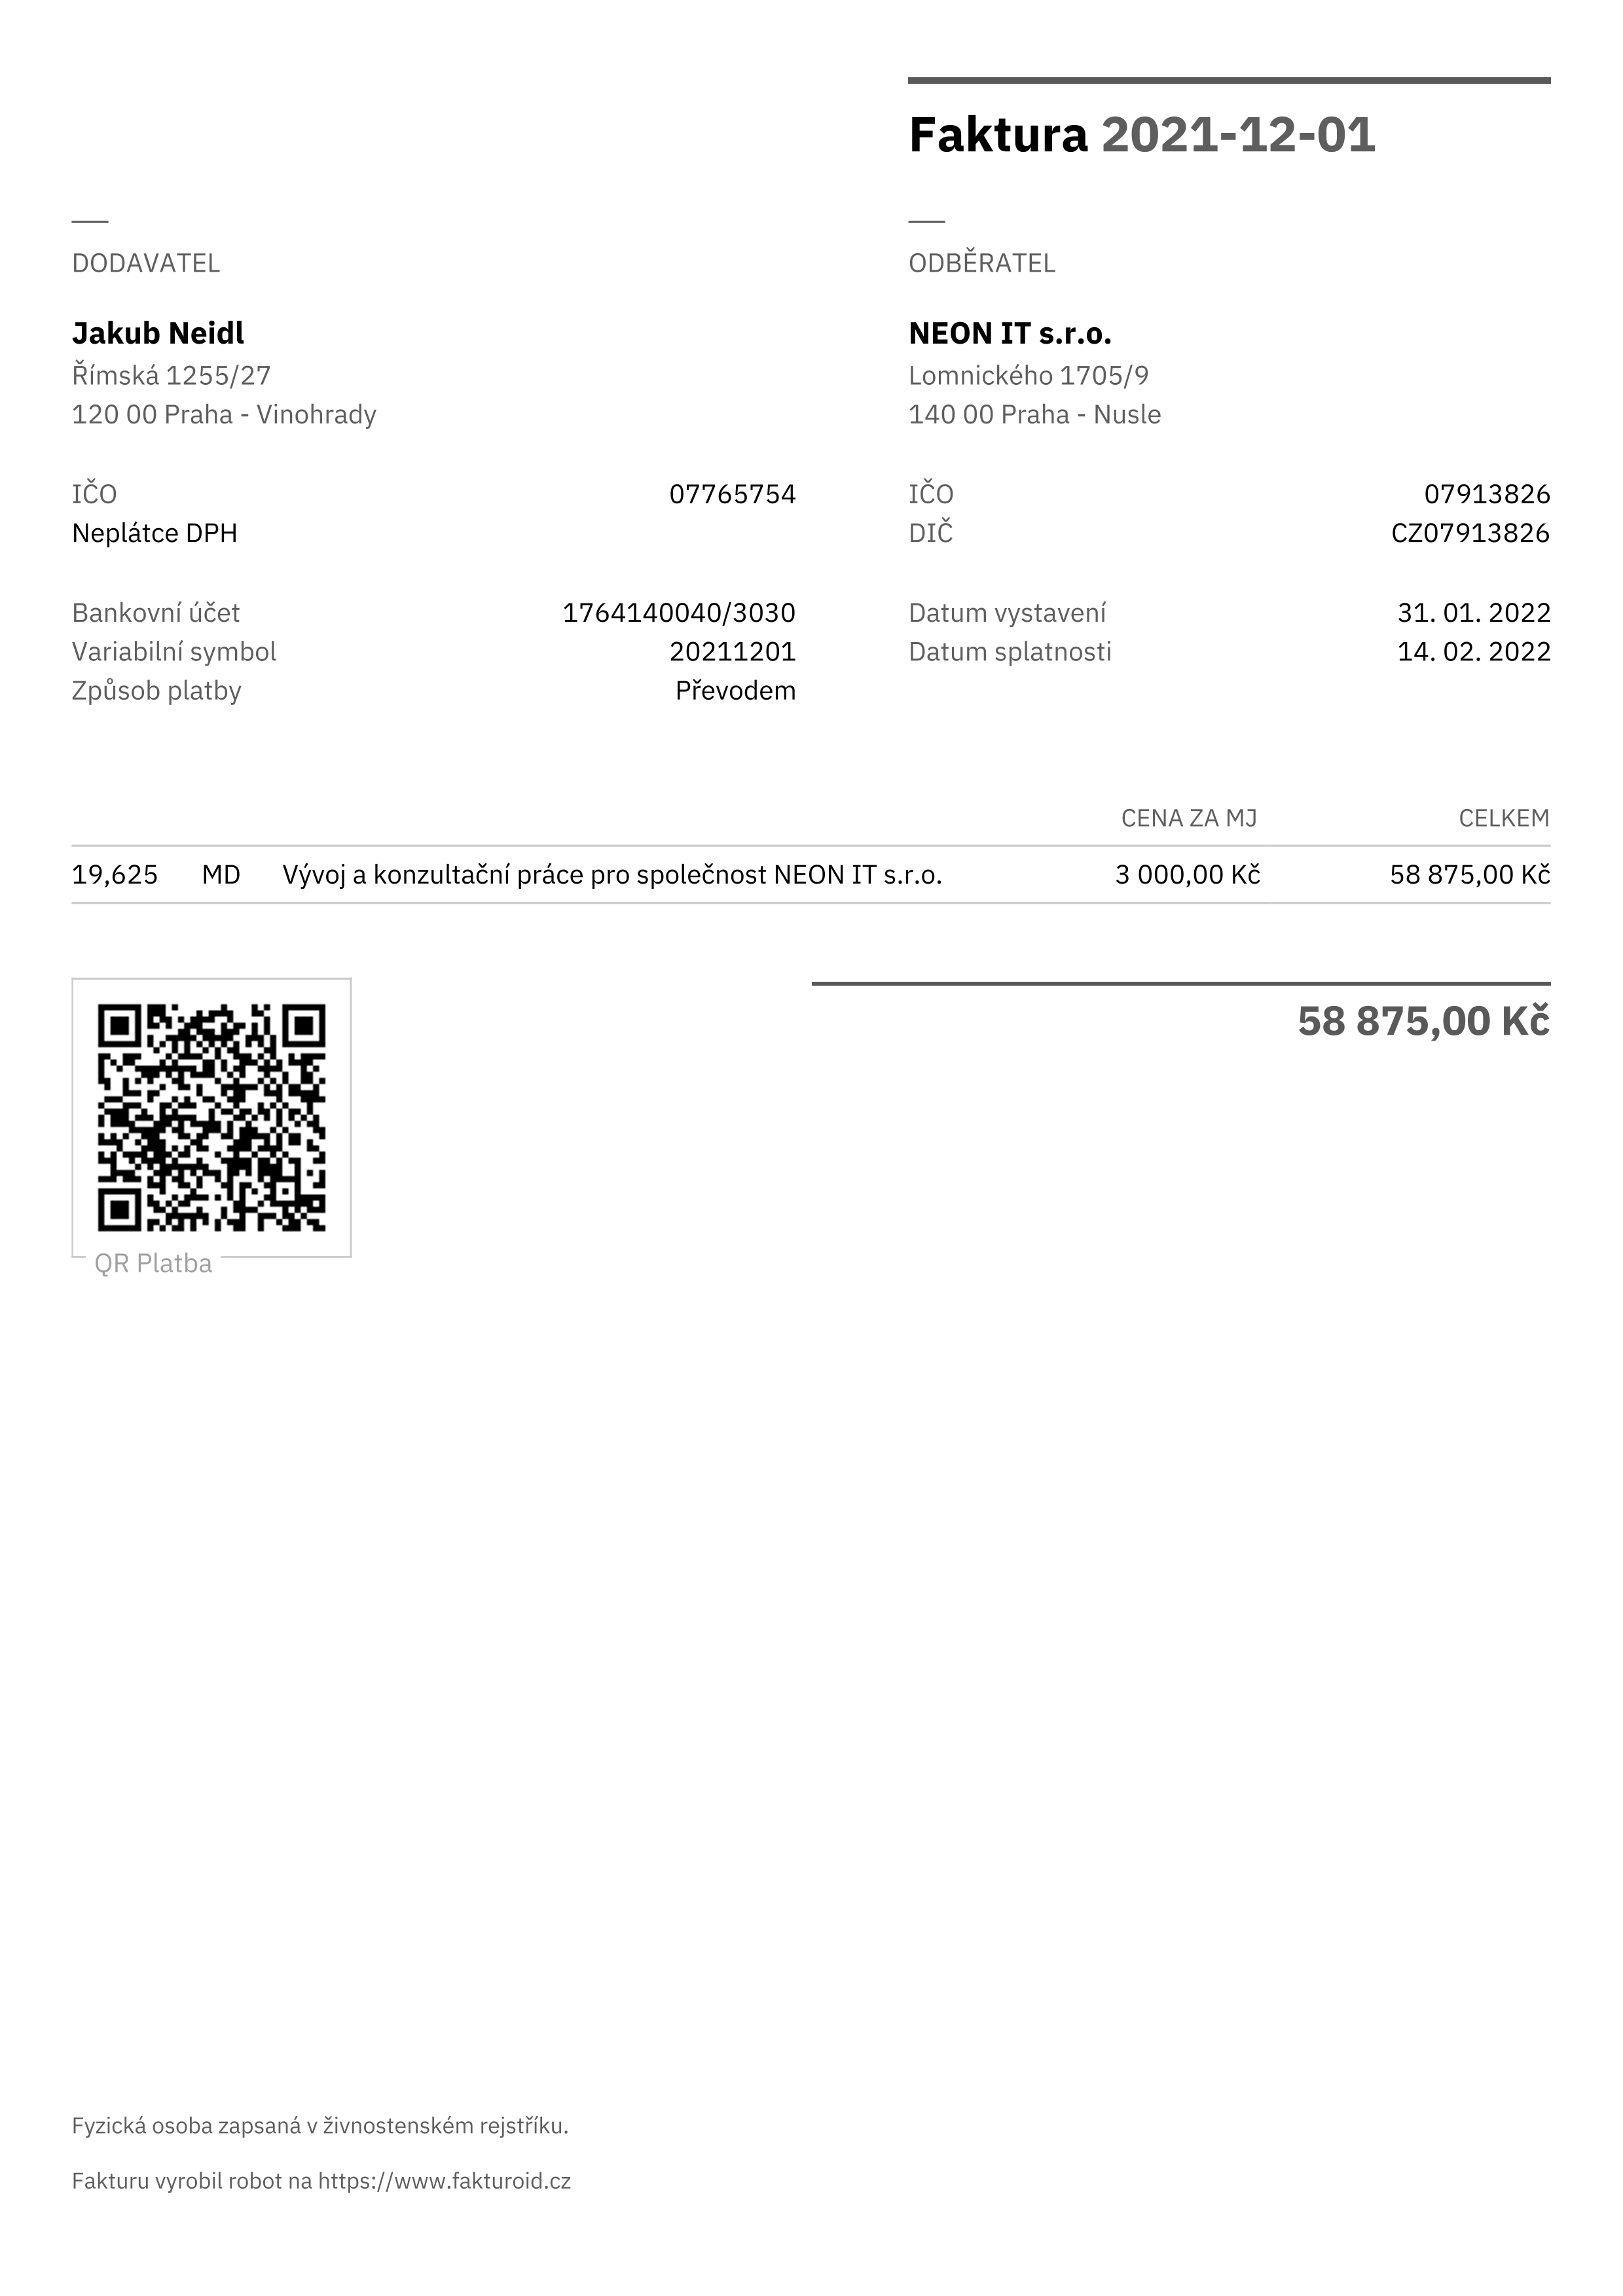 Faktura 2021-12-01
DODAVATEL
Jakub Neidl
Římská 1255/27
120 00 Praha - Vinohrady
IČO 07765754
Neplátce DPH
Bankovní účet 1764140040/3030
Variabilní symbol 20211201
Způsob platby Převodem
ODBĚRATEL
NEON IT s.r.o.
Lomnického 1705/9
140 00 Praha - Nusle
IČO 07913826
DIČ CZ07913826
Datum vystavení 31. 01. 2022
Datum splatnosti 14. 02. 2022
CENA ZA MJ CELKEM
19,625 MD Vývoj a konzultační práce pro společnost NEON IT s.r.o. 3 000,00 Kč 58 875,00 Kč
58 875,00 Kč
QR Platba
Fyzická osoba zapsaná v živnostenském rejstříku.
Fakturu vyrobil robot na https://www.fakturoid.cz